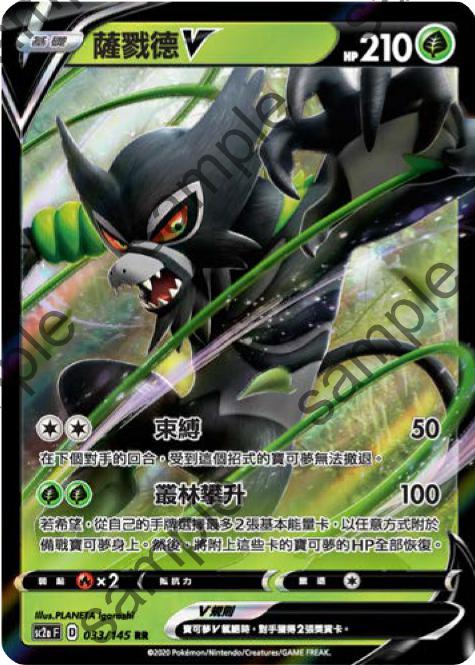 基礎 薩戮德V HP210
束縛 50
在下個對手的回合，受到這個招式的寶可夢無法撤退。
叢林攀升 100
若希望，從自己的手牌選擇最多2張基本能量卡，以任意方式附於
備戰寶可夢身上。然後，將附上這些卡的寶可夢的HP全部恢復。
弱點 ×2 抵抗力 撤退
Illus.PLANETA Igarashi
sc2a F D 033/145 RR
V規則
寶可夢V氣絕時，對手獲得2張獎賞卡。
©2020 Pokémon/Nintendo/Creatures/GAME FREAK.
sample
sample
sample
sample
sample
sample